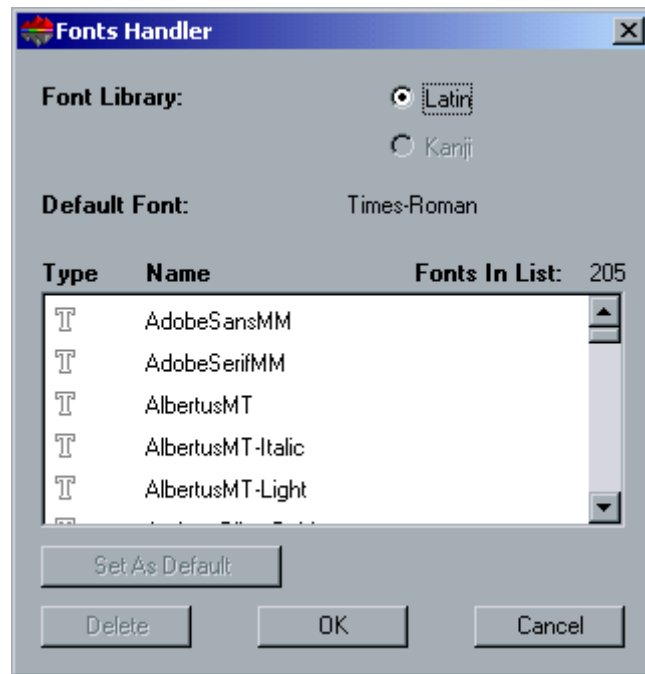 Fonts Handler
Font Library: Latin
Kanji
Default Font: Times-Roman
Type Name Fonts In List: 205
AdobeSansMM
AdobeSerifMM
AlbertusMT
AlbertusMT-Italic
AlbertusMT-Light
Set As Default
Delete OK Cancel